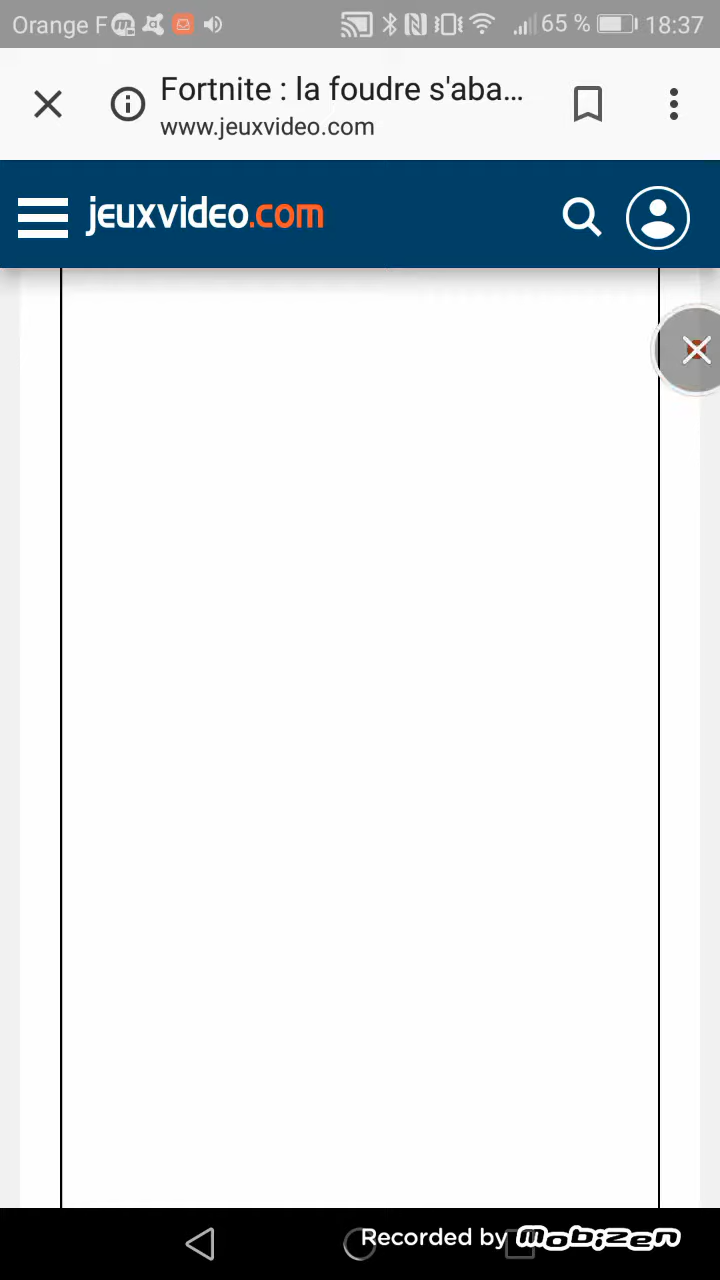 Orange F 65 % 18:37
Fortnite : la foudre s'aba...
www.jeuxvideo.com
jeuxvideo.com
Recorded by mobizen